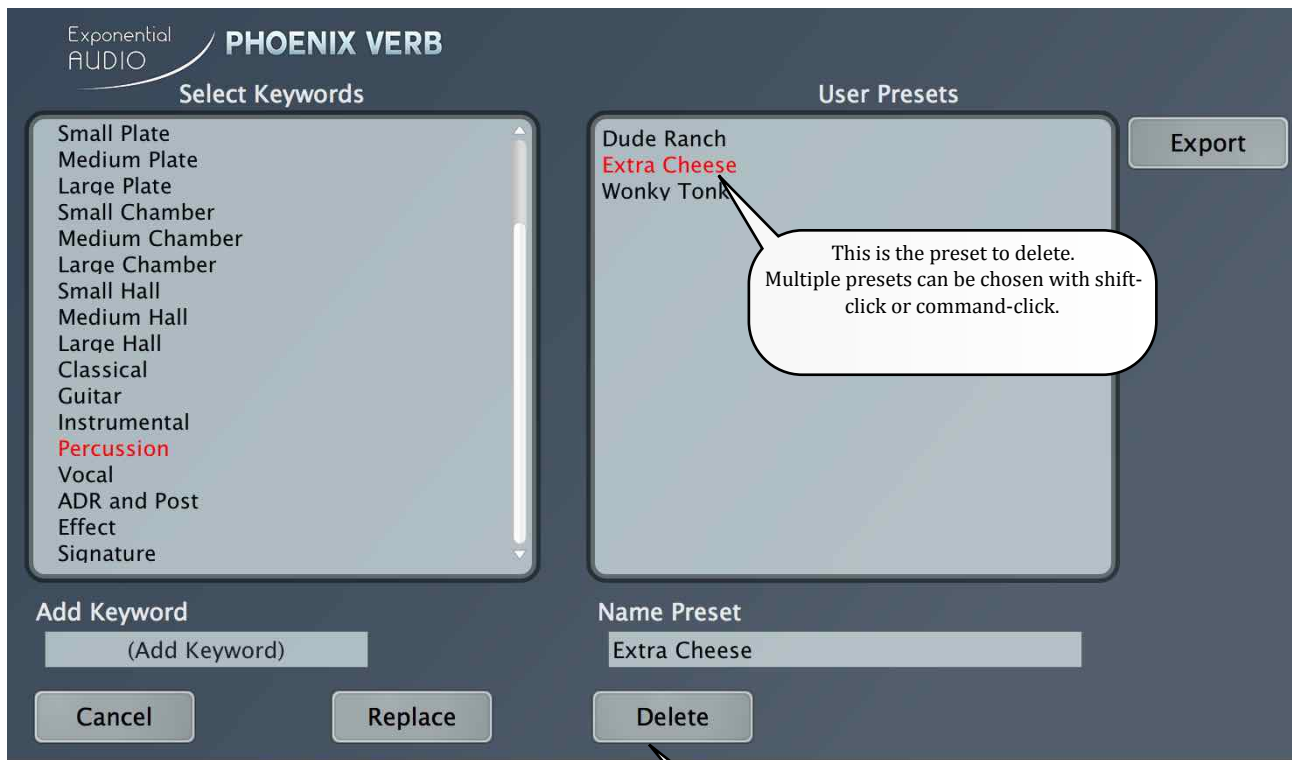 Exponential
AUDIO
PHOENIX VERB
Select Keywords
Small Plate
Medium Plate
Large Plate
Small Chamber
Medium Chamber
Large Chamber
Small Hall
Medium Hall
Large Hall
Classical
Guitar
Instrumental
Percussion
Vocal
ADR and Post
Effect
Signature
User Presets
Dude Ranch
Extra Cheese
Wonky Tonk
Export
This is the preset to delete.
Multiple presets can be chosen with shift-
click or command-click.
Add Keyword
(Add Keyword)
Name Preset
Extra Cheese
Cancel
Replace
Delete